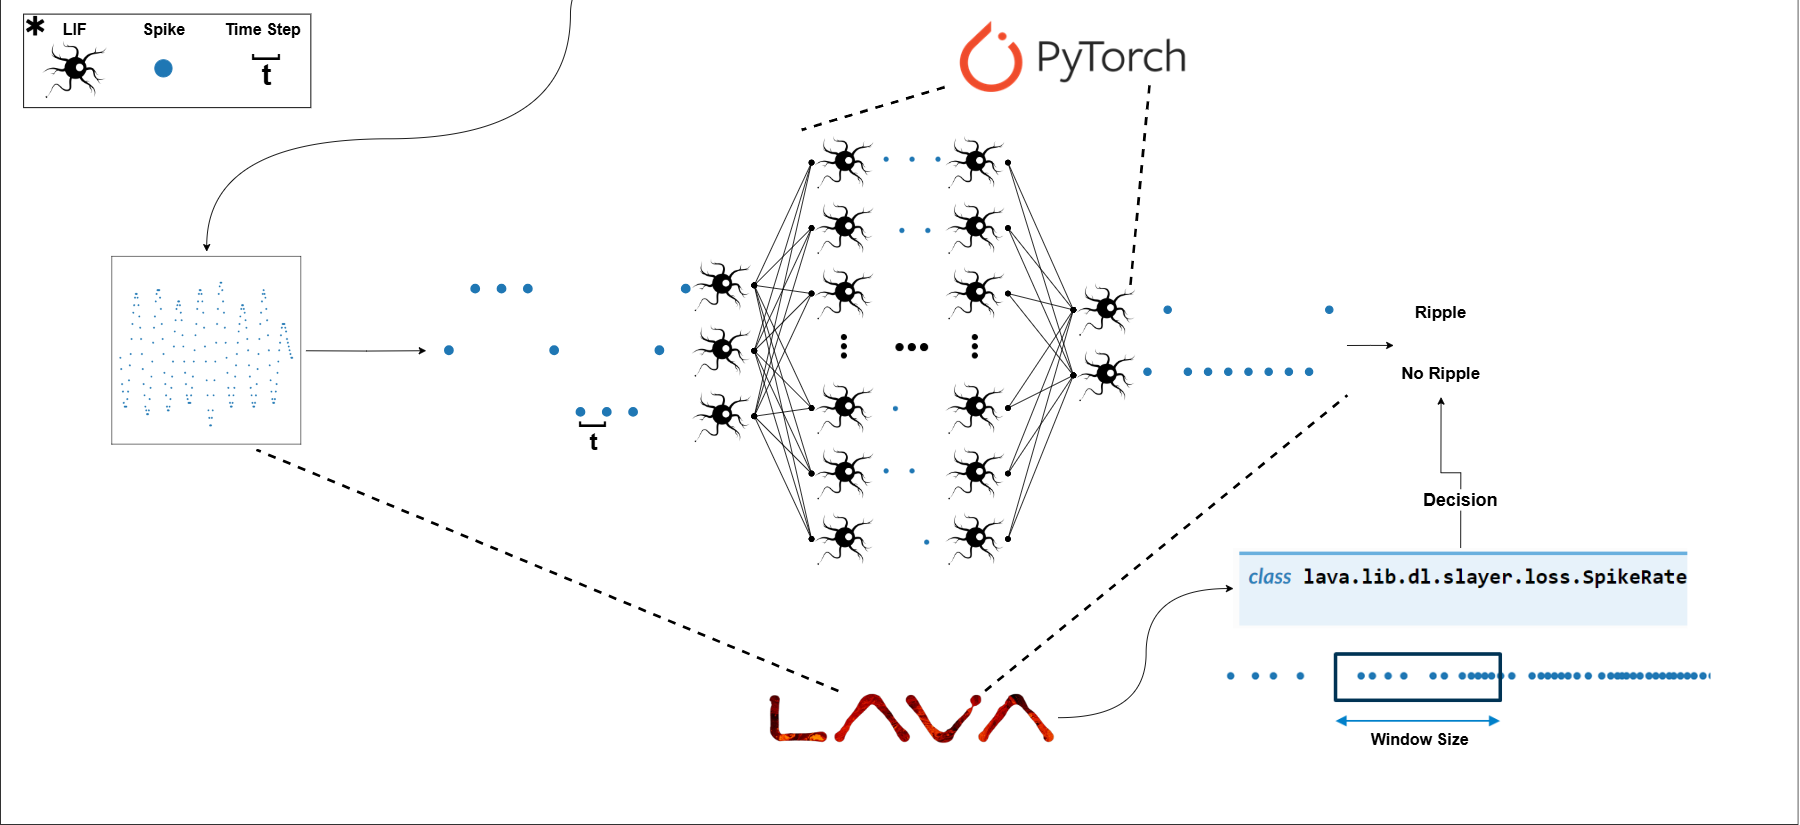 * LIF Spike Time Step
t
PyTorch
t
Ripple
No Ripple
Decision
class lava.lib.dl.slayer.loss.SpikeRate
LAVA
Window Size